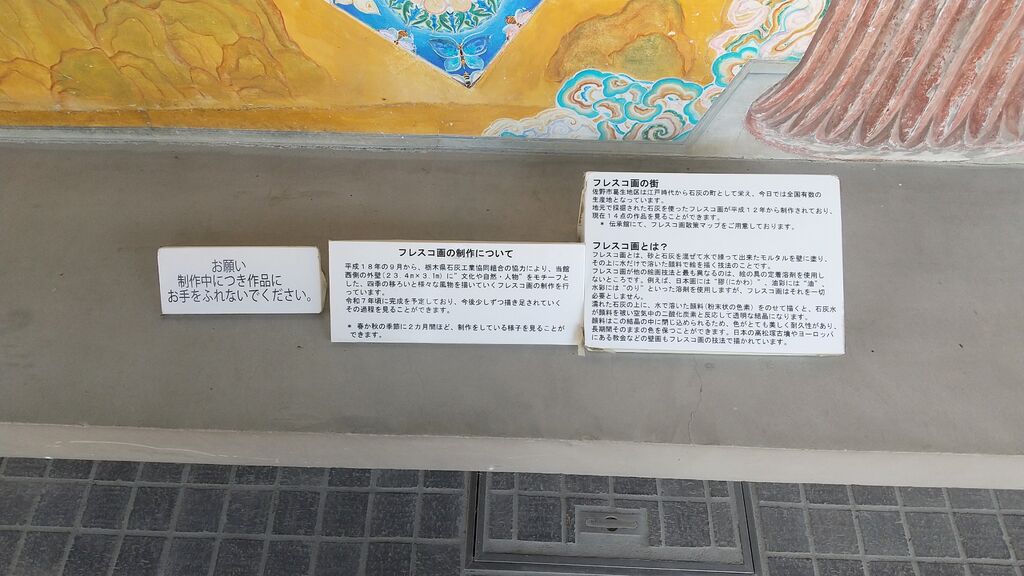 お願い
制作中につき作品に
お手をふれないでください。
フレスコ画の制作について
平成18年の9月から、栃木県石灰工業協同組合の協力により、当館
西側の外壁(23.4m×3.1m)に"文化や自然・人物"をモチーフと
した、四季の移ろいと様々な風物を描いていくフレスコ画の制作を行
っています。
令和7年頃に完成を予定しており、今後少しずつ描き足されていく
その過程を見ることができます。
* 春か秋の季節に2カ月間ほど、制作をしている様子を見ることが
できます。
フレスコ画の街
佐野市葛生地区は江戸時代から石灰の町として栄え、今日では全国有数の
生産地となっています。
地元で採掘された石灰を使ったフレスコ画が平成12年から制作されており、
現在14点の作品を見ることができます。
* 伝承館にて、フレスコ画散策マップをご用意しております。
フレスコ画とは?
フレスコ画とは、砂と石灰を混ぜて水で練って出来たモルタルを壁に塗り、
その上に水だけで溶いた顔料で絵を描く技法のことです。
フレスコ画が他の絵画技法と最も異なるのは、絵の具の定着溶剤を使用し
ないところです。例えば、日本画には"膠(にかわ)"、油彩には"油"、
水彩には"のり"といった溶剤を使用しますが、フレスコ画はそれを一切
必要としません。
濡れた石灰の上に、水で溶いた顔料(粉末状の色素)をのせて描くと、石灰水
が顔料を被い空気中の二酸化炭素と反応して透明な結晶になります。
顔料はこの結晶の中に閉じ込められるため、色がとても美しく耐久性があり、
長期間そのままの色を保つことができます。日本の高松塚古墳やヨーロッパ
にある教会などの壁画もフレスコ画の技法で描かれています。